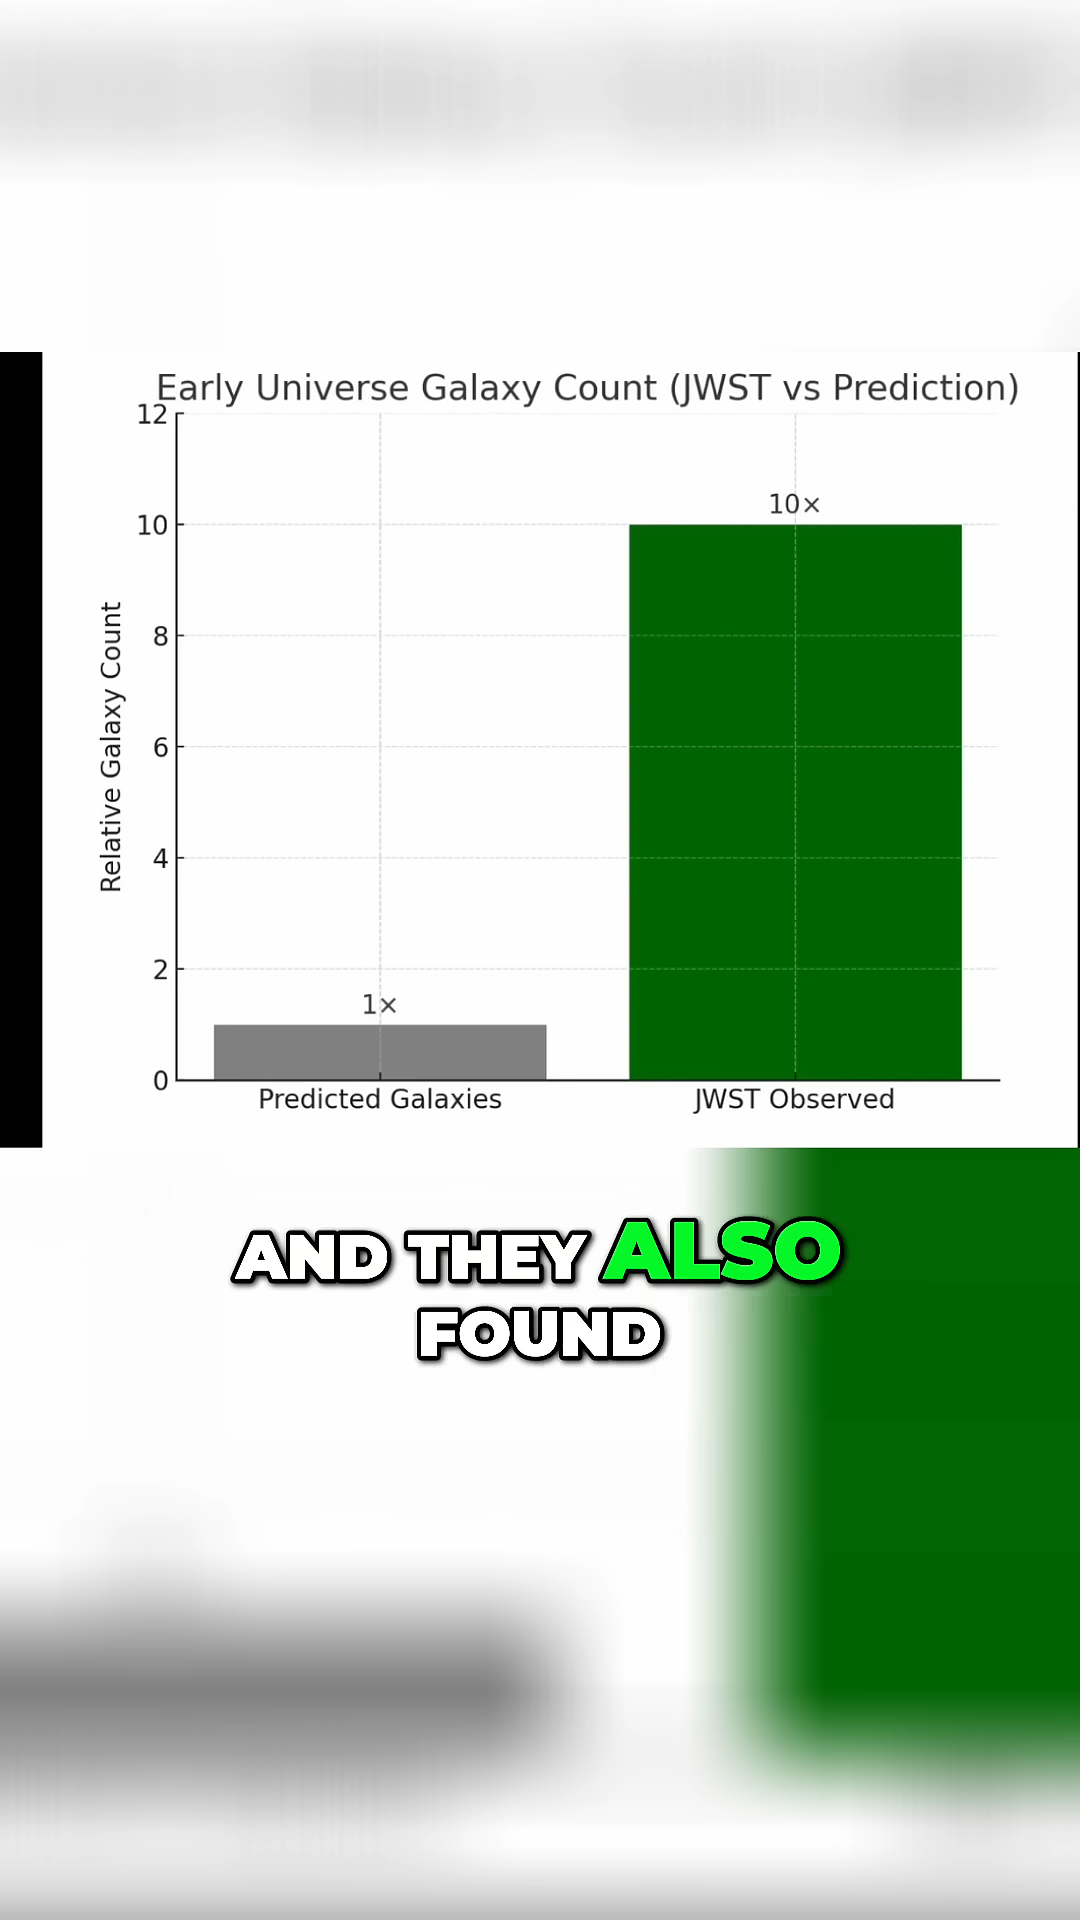 Early Universe Galaxy Count (JWST vs Prediction)
12
10
8
6
4
2
0
Relative Galaxy Count
1×
10×
Predicted Galaxies
JWST Observed
AND THEY ALSO
FOUND